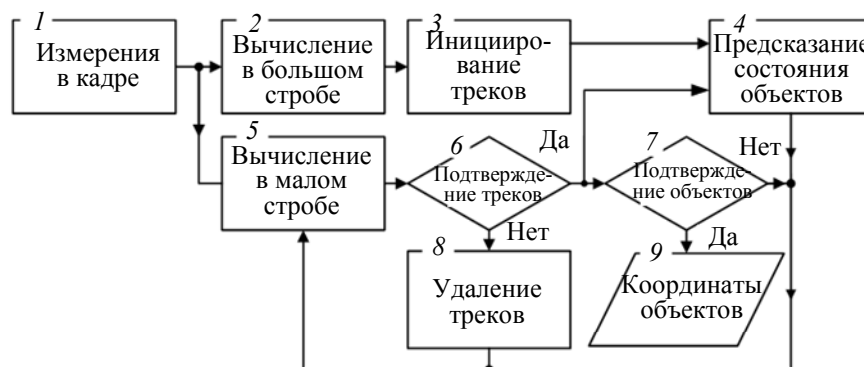 1
Измерения
в кадре
2
Вычисление
в большом
стробе
3
Иницииро-
вание
треков
4
Предсказание
состояния
объектов
5
Вычисление
в малом
стробе
6
Подтвержде-
ние треков
Да
Нет
7
Подтвержде-
ние объектов
Нет
Да
8
Удаление
треков
9
Координаты
объектов